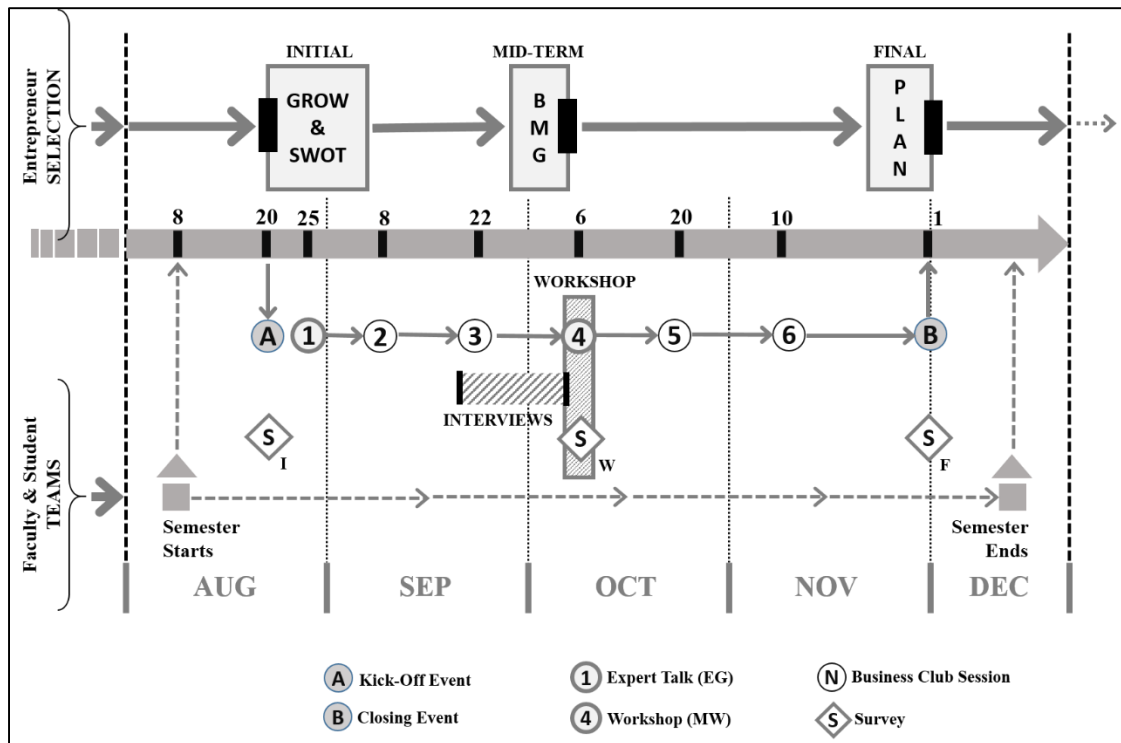 Entrepreneur
SELECTION
INITIAL
MID-TERM
FINAL
GROW
&
SWOT
B
M
G
P
L
A
N
8
20
25
8
22
6
20
10
1
WORKSHOP
A
1
2
3
4
5
6
B
INTERVIEWS
S
I
S
W
S
F
Faculty & Student
TEAMS
Semester
Starts
Semester
Ends
AUG
SEP
OCT
NOV
DEC
A Kick-Off Event
1 Expert Talk (EG)
N Business Club Session
B Closing Event
4 Workshop (MW)
S Survey